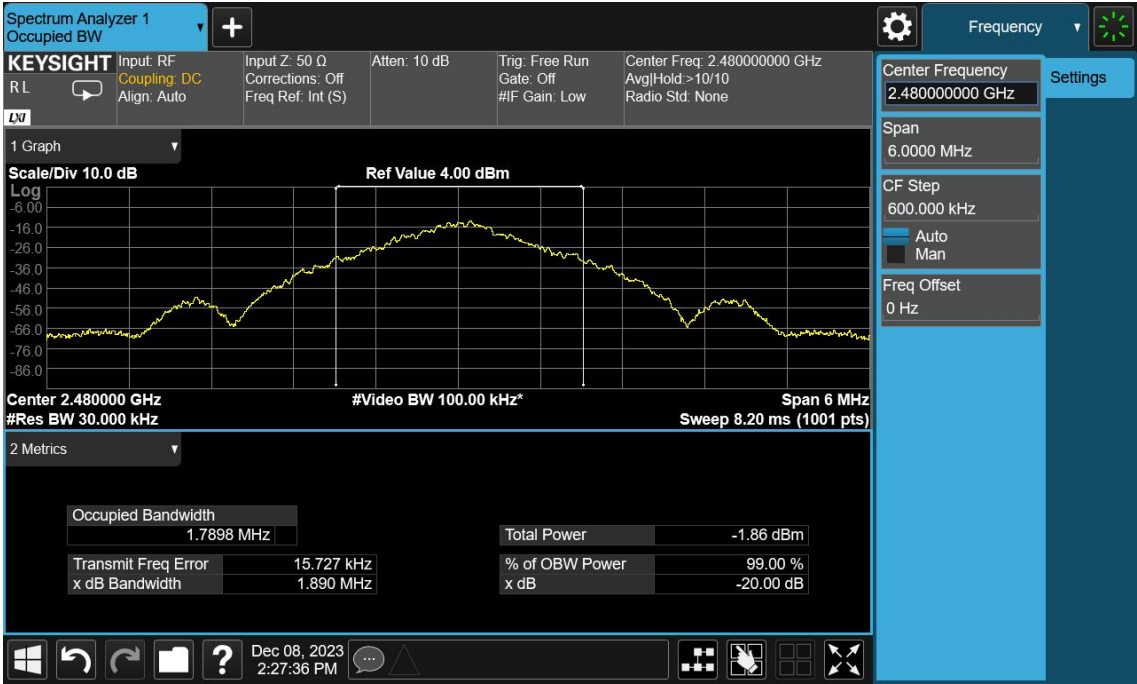 Spectrum Analyzer 1
Occupied BW
+
Frequency
KEYSIGHT
R L
LXI
Input: RF
Coupling: DC
Align: Auto
Input Z: 50 Ω
Corrections: Off
Freq Ref: Int (S)
Atten: 10 dB
Trig: Free Run
Gate: Off
#IF Gain: Low
Center Freq: 2.480000000 GHz
Avg|Hold:>10/10
Radio Std: None
Center Frequency
2.480000000 GHz
Settings
Span
6.0000 MHz
CF Step
600.000 kHz
Auto
Man
Freq Offset
0 Hz
1 Graph
Scale/Div 10.0 dB
Ref Value 4.00 dBm
Log
-6.00
-16.0
-26.0
-36.0
-46.0
-56.0
-66.0
-76.0
-86.0
Center 2.480000 GHz
#Video BW 100.00 kHz*
Span 6 MHz
#Res BW 30.000 kHz
Sweep 8.20 ms (1001 pts)
2 Metrics
Occupied Bandwidth
1.7898 MHz
Total Power -1.86 dBm
Transmit Freq Error 15.727 kHz
% of OBW Power 99.00 %
x dB Bandwidth 1.890 MHz
x dB -20.00 dB
?
Dec 08, 2023
2:27:36 PM